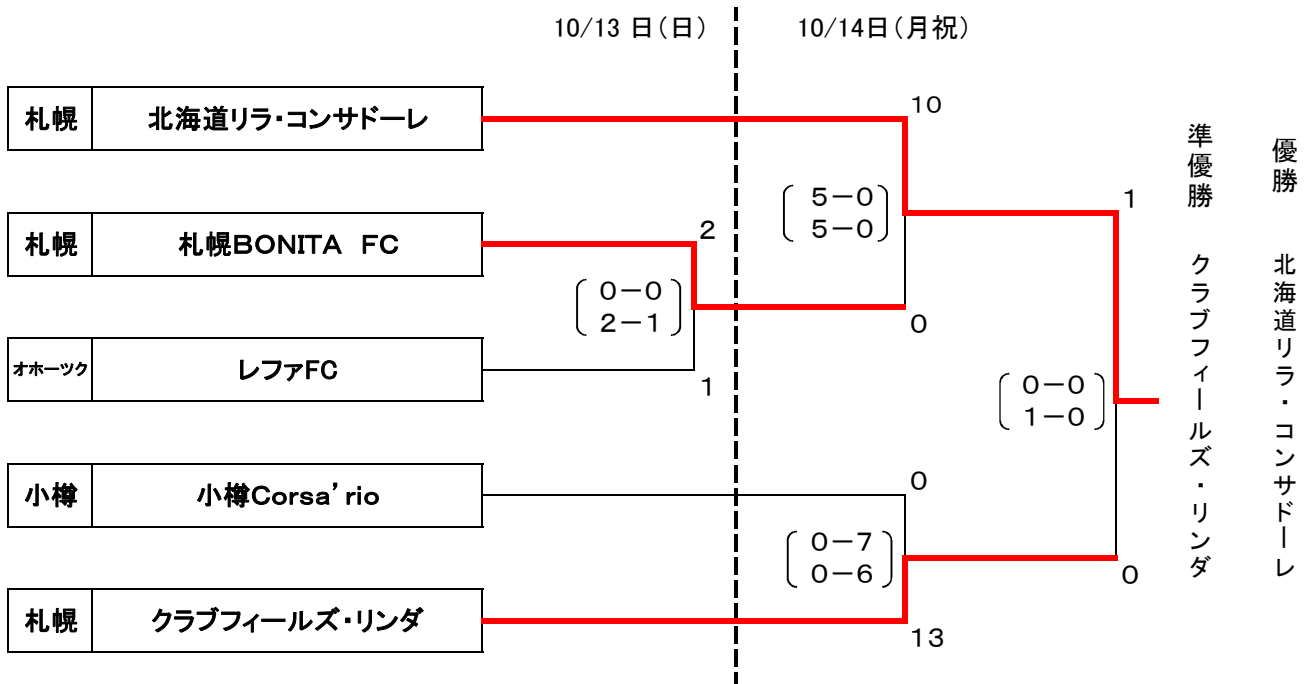 10/13 日(日)
10/14日(月祝)
札幌 北海道リラ・コンサドーレ
10
5-0
5-0
札幌 札幌BONITA FC
2
0-0
2-1
0
オホーツク レファFC
1
1
0-0
1-0
小樽 小樽Corsa'rio
0
0-7
0-6
0
札幌 クラブフィールズ・リンダ
13
準優勝 クラブフィールズ・リンダ
優勝 北海道リラ・コンサドーレ